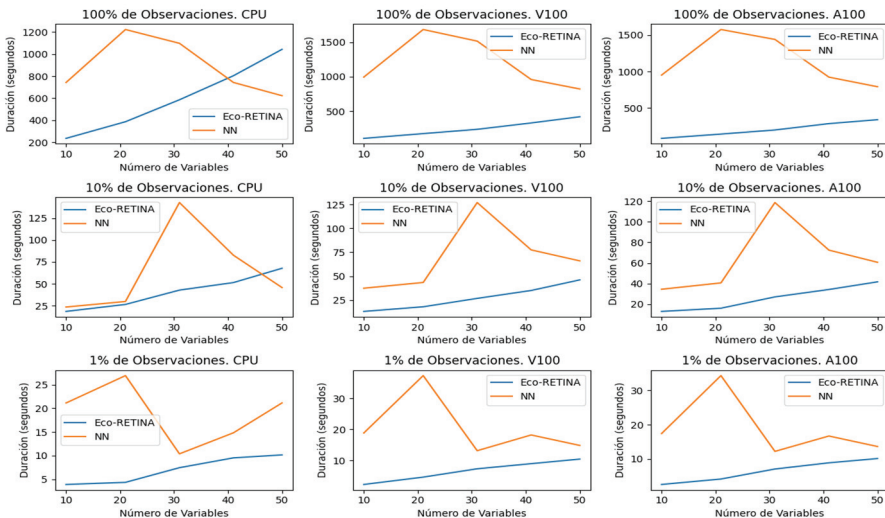 100% de Observaciones. CPU
Duración (segundos)
1200
1000
800
600
400
200
Eco-RETINA
NN
10 20 30 40 50
Número de Variables
100% de Observaciones. V100
Duración (segundos)
1500
1000
500
Eco-RETINA
NN
10 20 30 40 50
Número de Variables
100% de Observaciones. A100
Duración (segundos)
1500
1000
500
Eco-RETINA
NN
10 20 30 40 50
Número de Variables
10% de Observaciones. CPU
Duración (segundos)
125
100
75
50
25
Eco-RETINA
NN
10 20 30 40 50
Número de Variables
10% de Observaciones. V100
Duración (segundos)
125
100
75
50
25
Eco-RETINA
NN
10 20 30 40 50
Número de Variables
10% de Observaciones. A100
Duración (segundos)
120
100
80
60
40
20
Eco-RETINA
NN
10 20 30 40 50
Número de Variables
1% de Observaciones. CPU
Duración (segundos)
25
20
15
10
5
Eco-RETINA
NN
10 20 30 40 50
Número de Variables
1% de Observaciones. V100
Duración (segundos)
30
20
10
Eco-RETINA
NN
10 20 30 40 50
Número de Variables
1% de Observaciones. A100
Duración (segundos)
30
20
10
Eco-RETINA
NN
10 20 30 40 50
Número de Variables